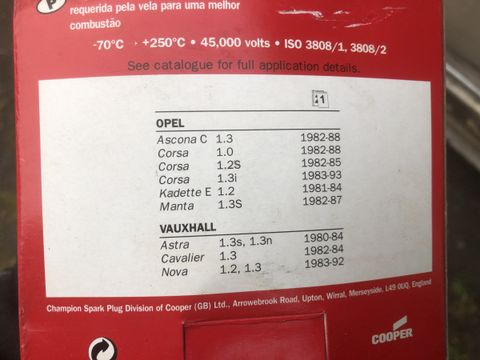 P
requerida pela vela para uma melhor
combustão
-70°C → +250°C • 45,000 volts • ISO 3808/1, 3808/2
See catalogue for full application details.
1
OPEL
Ascona C 1.3 1982-88
Corsa 1.0 1982-88
Corsa 1.2S 1982-85
Corsa 1.3i 1983-93
Kadette E 1.2 1981-84
Manta 1.3S 1982-87
VAUXHALL
Astra 1.3s, 1.3n 1980-84
Cavalier 1.3 1982-84
Nova 1.2, 1.3 1983-92
Champion Spark Plug Division of Cooper (GB) Ltd., Arrowebrook Road, Upton, Wirral, Merseyside, L49 0UQ, England
COOPER